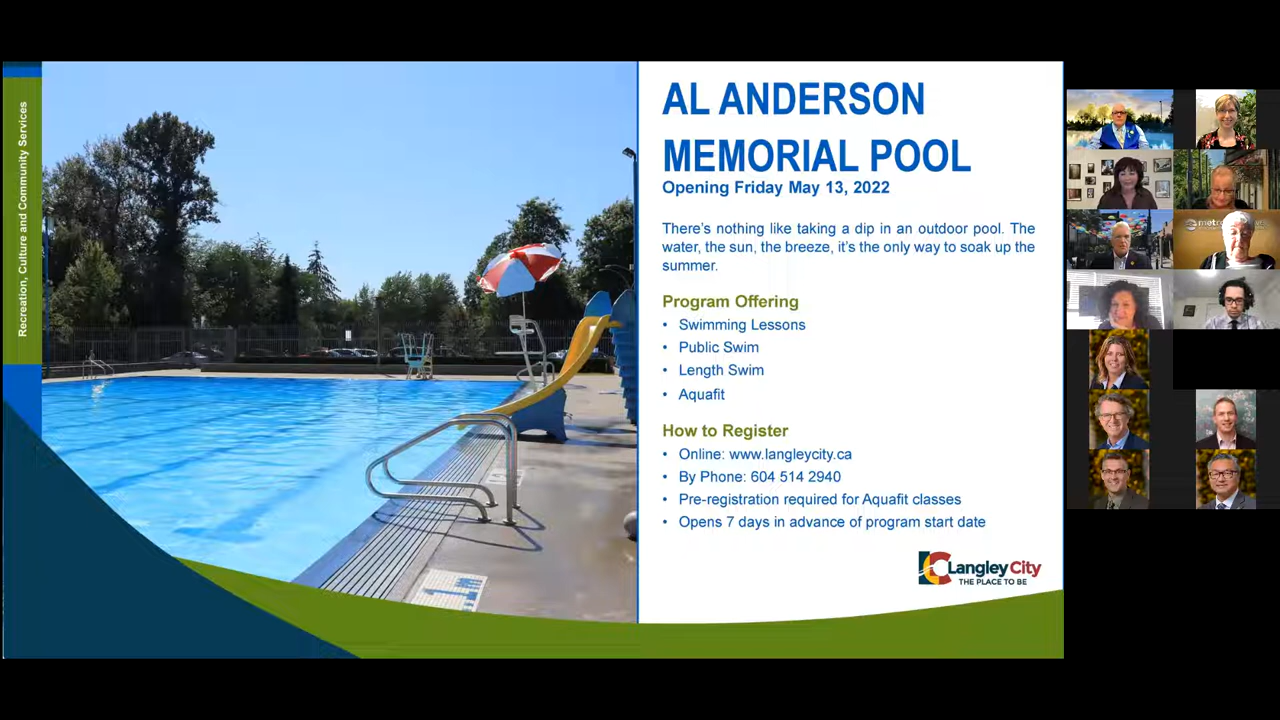 Recreation, Culture and Community Services
AL ANDERSON
MEMORIAL POOL
Opening Friday May 13, 2022
There's nothing like taking a dip in an outdoor pool. The
water, the sun, the breeze, it's the only way to soak up the
summer.
Program Offering
• Swimming Lessons
• Public Swim
• Length Swim
• Aquafit
How to Register
• Online: www.langleycity.ca
• By Phone: 604 514 2940
• Pre-registration required for Aquafit classes
• Opens 7 days in advance of program start date
Langley City
THE PLACE TO BE